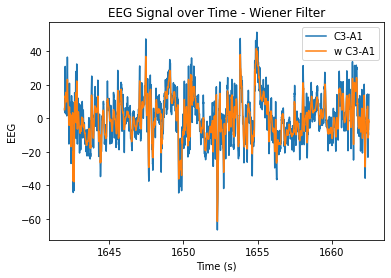 EEG Signal over Time - Wiener Filter
C3-A1
w C3-A1
40
20
0
−20
−40
−60
EEG
1645
1650
1655
1660
Time (s)